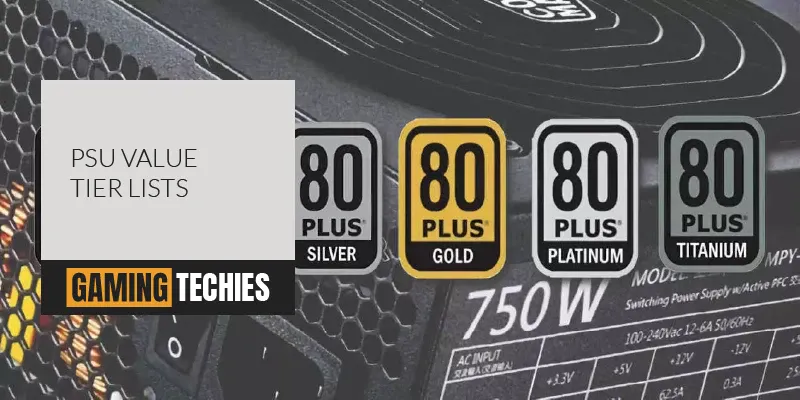 PSU VALUE
TIER LISTS
GAMING TECHIES
80
PLUS®
SILVER
80
PLUS®
GOLD
80
PLUS®
PLATINUM
80
PLUS®
TITANIUM
750W
MPY-
Switching Power Supply w/Active PFC
100-240Vac 12-6A 50/60Hz
AC INPUT
+3.3V +5V +12V -12V
62.5A 0.3A